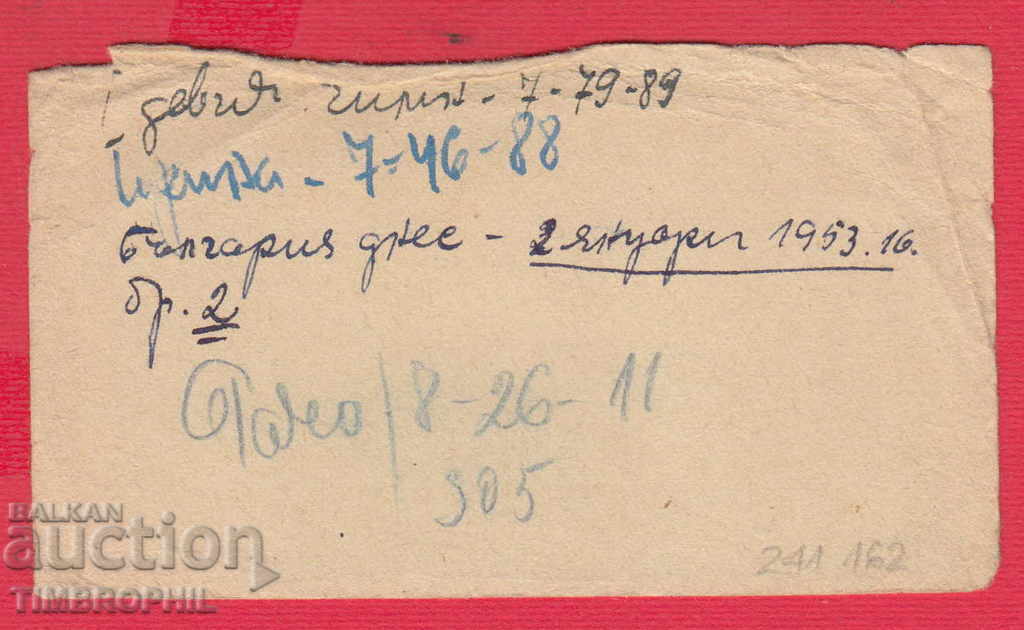 I девич. гимн - 7-79-89
7-46-88
България днес - 2 януари 1953.16.
бр. 2
8-26-11
305
241 162
BALKAN
auction
TIMBROPHIL